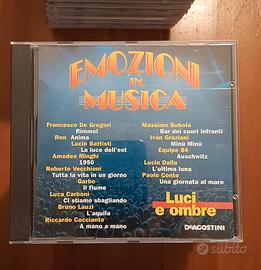 EMOZIONI
IN
MUSICA
Francesco De Gregori
Rimmel
Ron Anima
Lucio Battisti
La luce dell'est
Amedeo Minghi
1950
Roberto Vecchioni
Tutta la vita in un giorno
Garbo
Il fiume
Luca Carboni
Ci stiamo sbagliando
Bruno Lauzi
L'aquila
Riccardo Cocciante
A mano a mano
Massimo Bubola
Bar dei cuori infranti
Ivan Graziani
Minù Minù
Equipe 84
Auschwitz
Lucio Dalla
L'ultima luna
Paolo Conte
Una giornata al mare
Luci
e ombre
DEAGOSTINI
subito